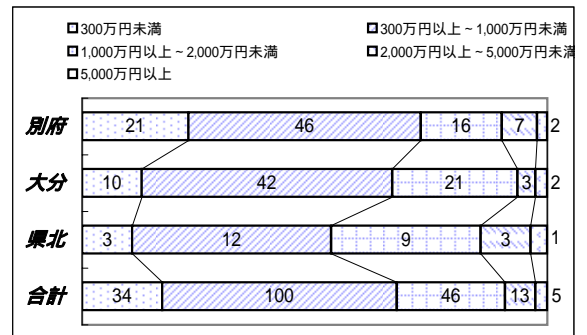 300万円未満 300万円以上～1,000万円未満
1,000万円以上～2,000万円未満 2,000万円以上～5,000万円未満
5,000万円以上
別府 21 46 16 7 2
大分 10 42 21 3 2
県北 3 12 9 3 1
合計 34 100 46 13 5